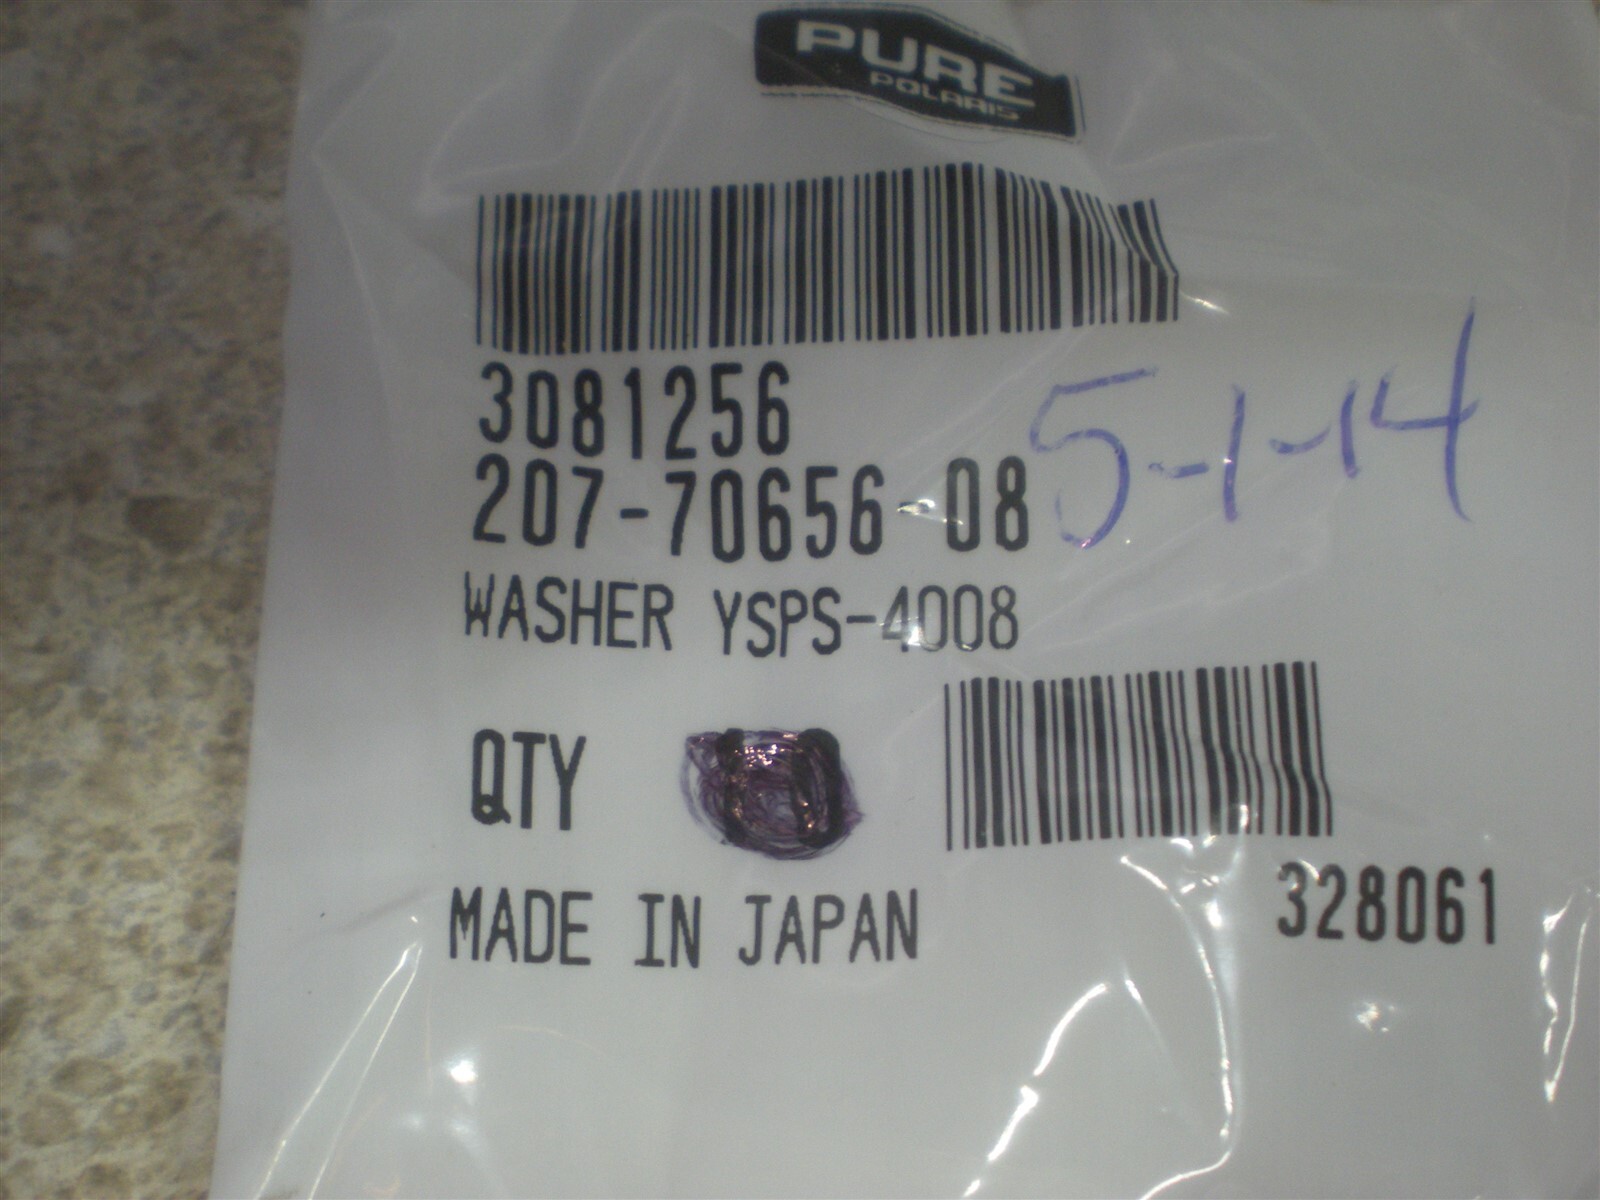 PURE
POLARIS
3081256
207-70656-08
5-1-14
WASHER YSPS-4008
QTY
MADE IN JAPAN
328061